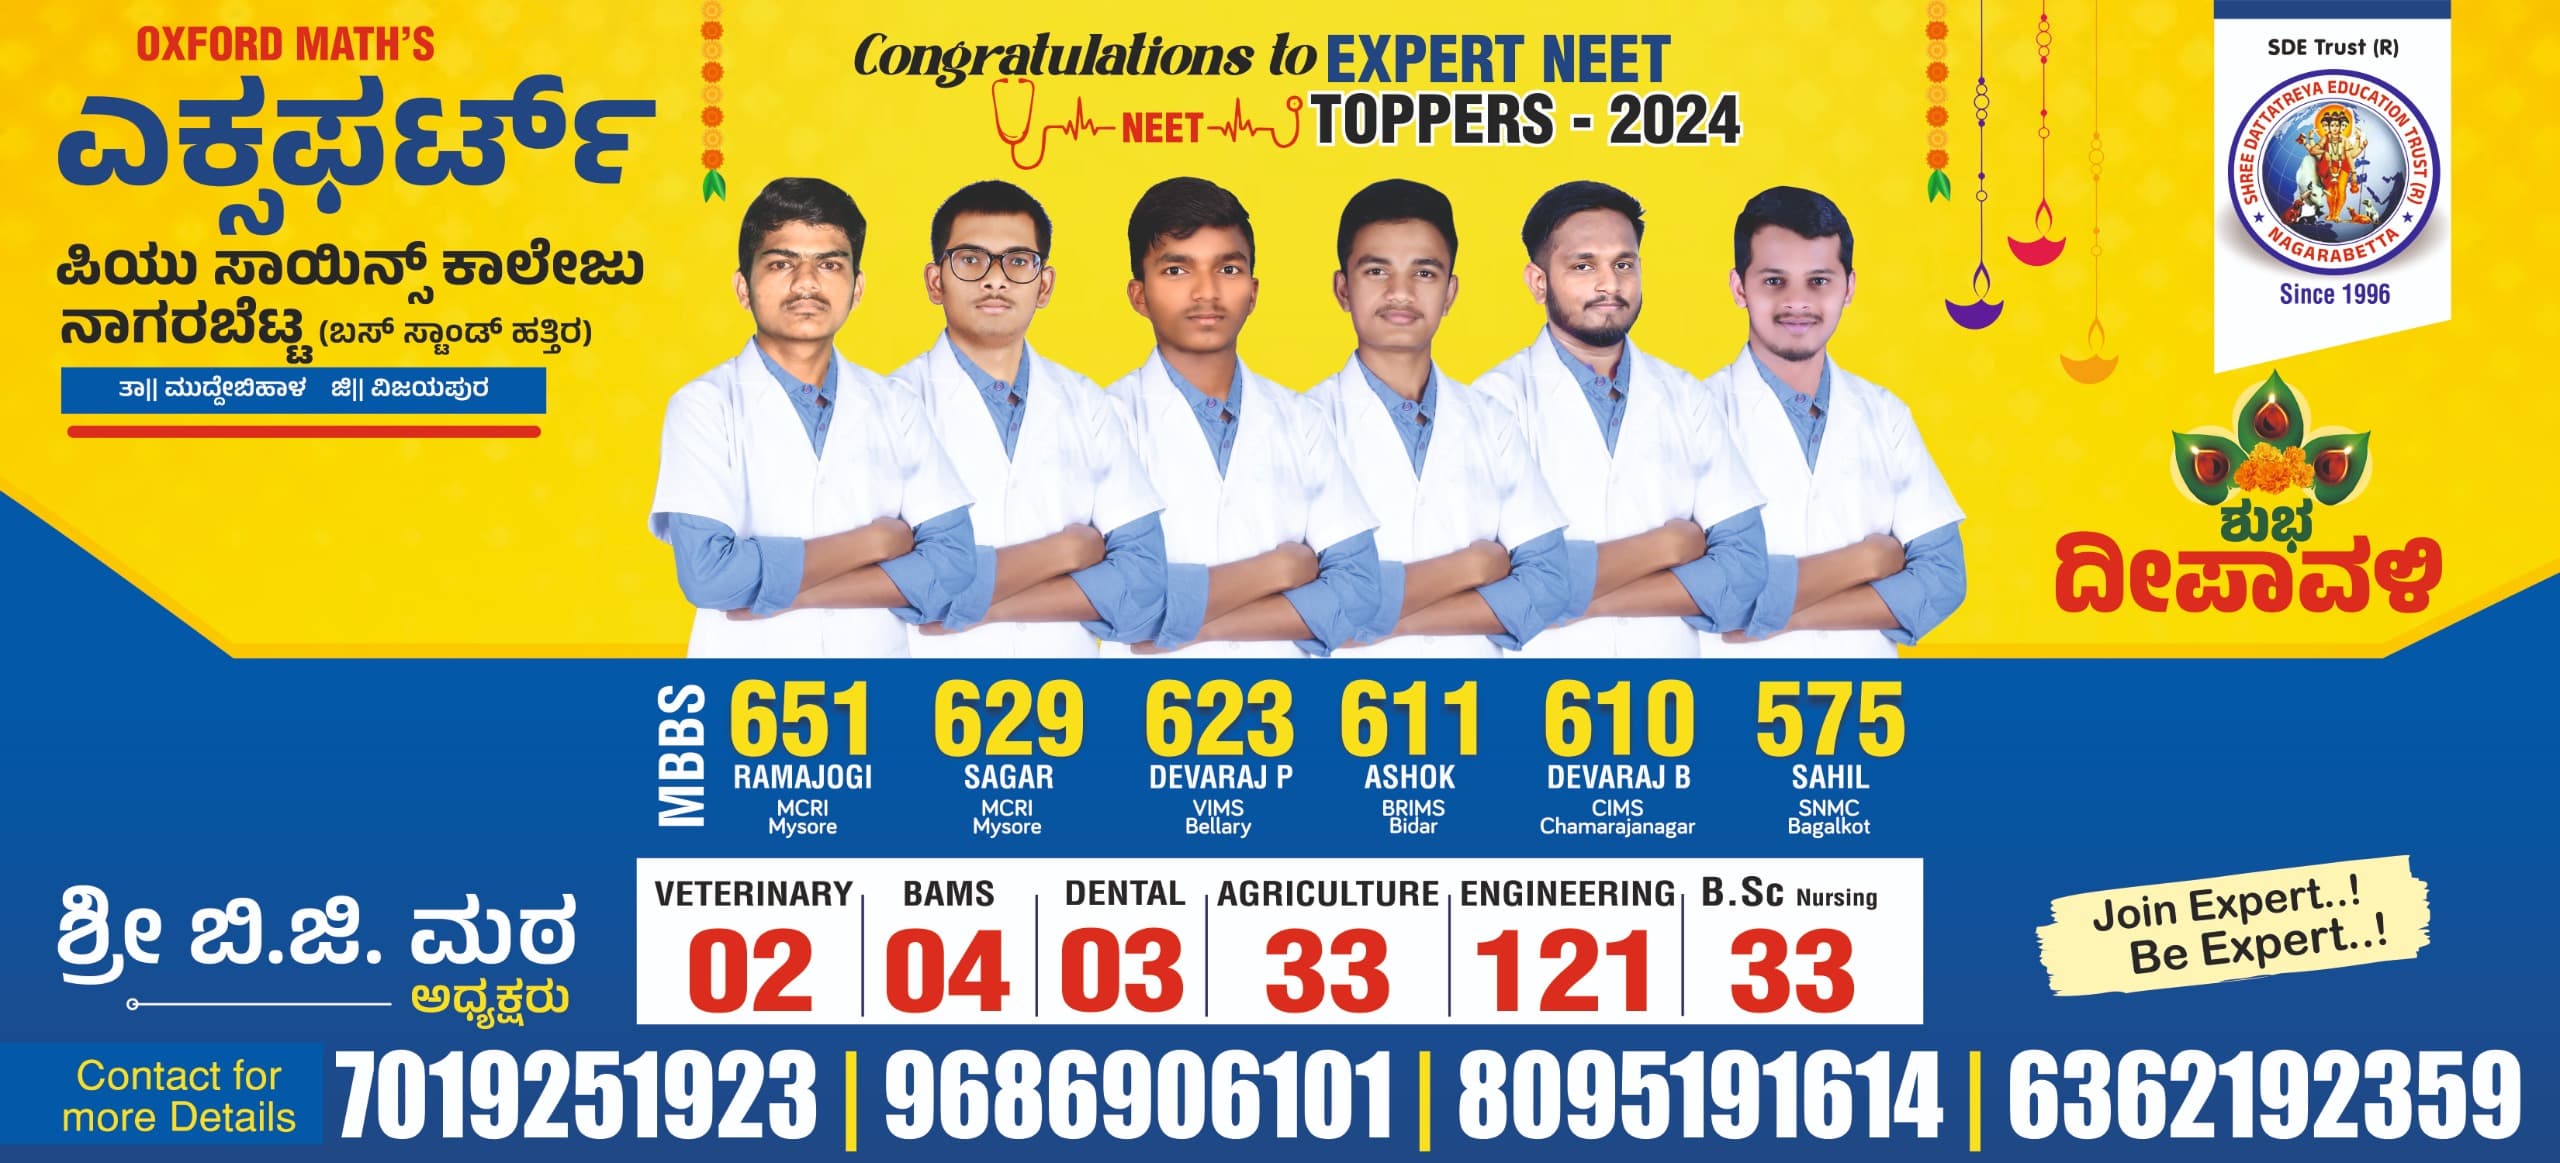 OXFORD MATH'S
ಎಕ್ಸಫರ್ಟ್
ಪಿಯು ಸಾಯಿನ್ಸ್ ಕಾಲೇಜು
ನಾಗರಬೆಟ್ಟ (ಬಸ್ ಸ್ಟಾಂಡ್ ಹತ್ತಿರ)
ತಾ|| ಮುದ್ದೇಬಿಹಾಳ ಜಿ|| ವಿಜಯಪುರ
Congratulations to EXPERT NEET
NEET TOPPERS - 2024
SDE Trust (R)
SHREE DATTATREYA EDUCATION TRUST (R)
NAGARABETTA
Since 1996
ಶುಭ
ದೀಪಾವಳಿ
MBBS
651 629 623 611 610 575
RAMAJOGI SAGAR DEVARAJ P ASHOK DEVARAJ B SAHIL
MCRI MCRI VIMS BRIMS CIMS SNMC
Mysore Mysore Bellary Bidar Chamarajanagar Bagalkot
VETERINARY BAMS DENTAL AGRICULTURE ENGINEERING B.Sc Nursing
02 04 03 33 121 33
ಶ್ರೀ ಬಿ.ಜಿ. ಮಠ
ಅಧ್ಯಕ್ಷರು
Join Expert..!
Be Expert..!
Contact for
more Details
7019251923 | 9686906101 | 8095191614 | 6362192359